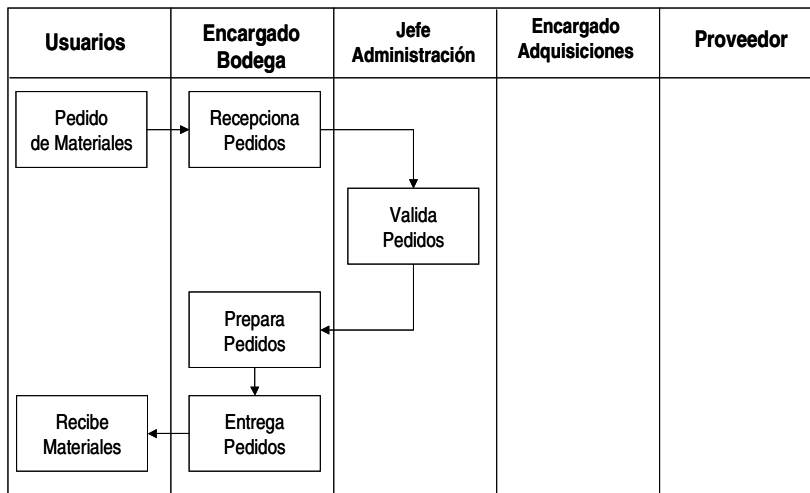 Usuarios
Encargado
Bodega
Jefe
Administración
Encargado
Adquisiciones
Proveedor
Pedido
de Materiales
Recepciona
Pedidos
Valida
Pedidos
Prepara
Pedidos
Recibe
Materiales
Entrega
Pedidos